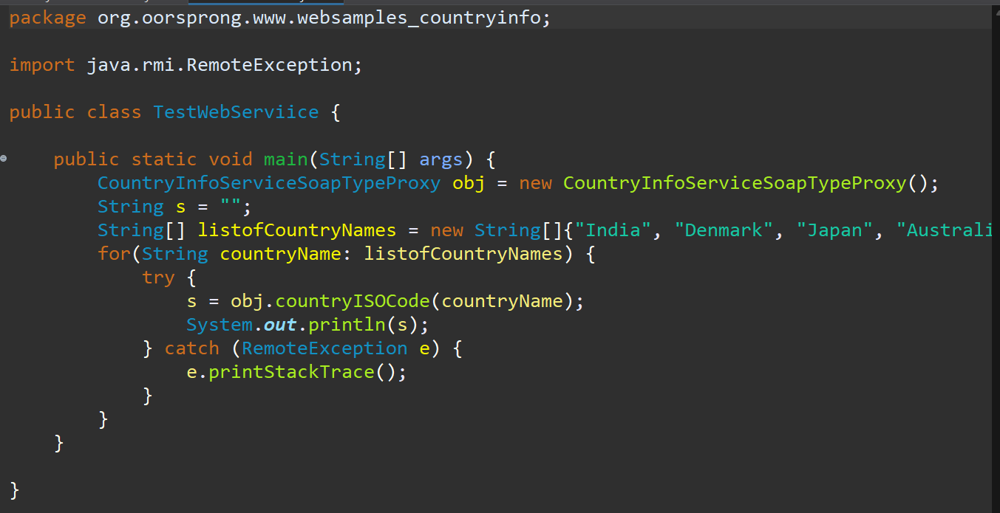 package org.oorsprong.www.websamples_countryinfo;
import java.rmi.RemoteException;
public class TestWebServiice {
public static void main(String[] args) {
CountryInfoServiceSoapTypeProxy obj = new CountryInfoServiceSoapTypeProxy();
String s = "";
String[] listofCountryNames = new String[]{"India", "Denmark", "Japan", "Australi
for(String countryName: listofCountryNames) {
try {
s = obj.countryISOCode(countryName);
System.out.println(s);
} catch (RemoteException e) {
e.printStackTrace();
}
}
}
}